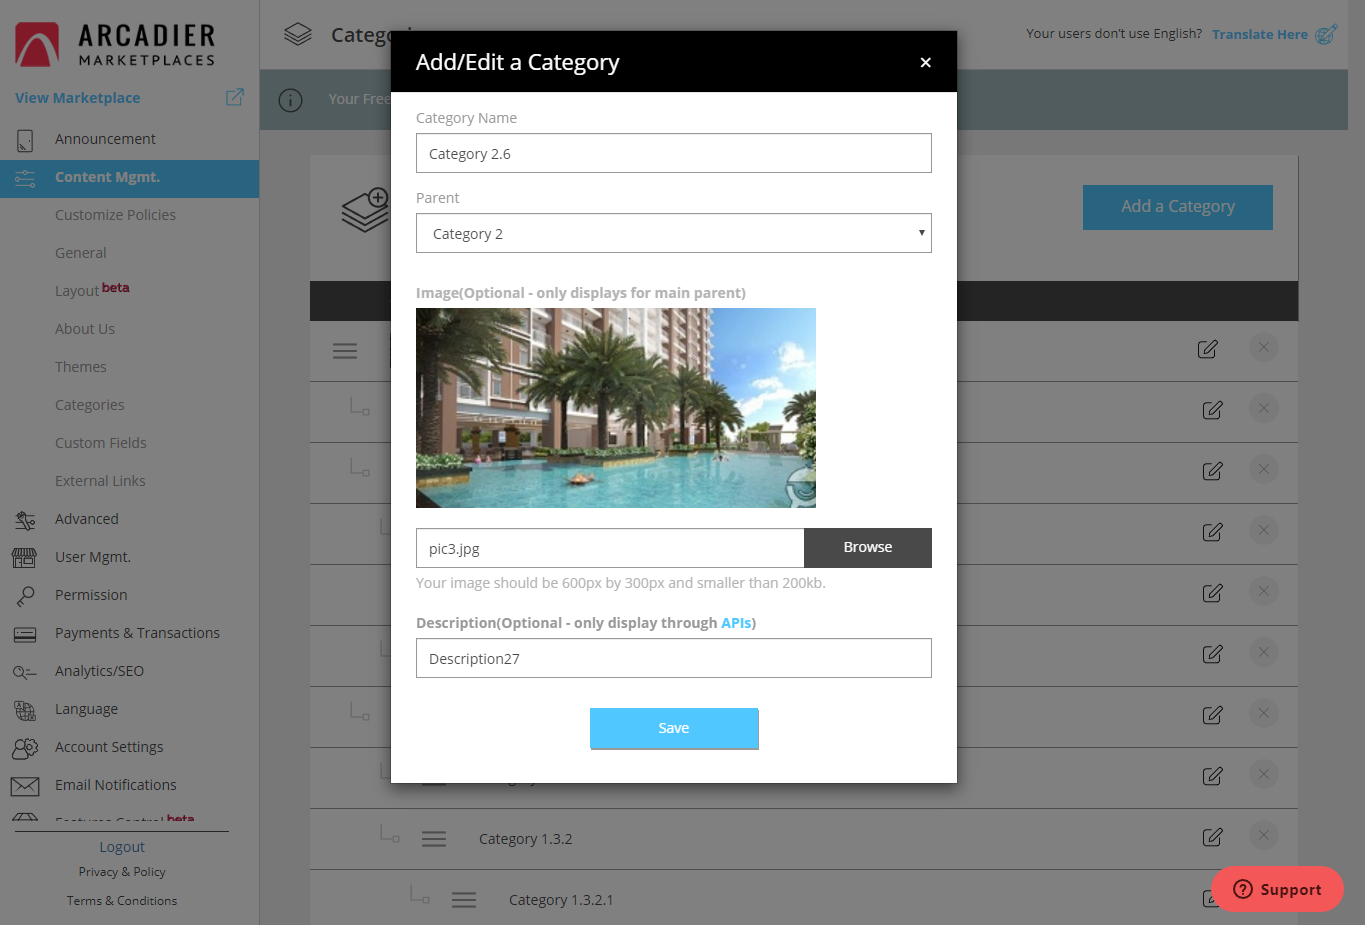 ARCADIER
MARKETPLACES
View Marketplace
Announcement
Content Mgmt.
Customize Policies
General
Layout beta
About Us
Themes
Categories
Custom Fields
External Links
Advanced
User Mgmt.
Permission
Payments & Transactions
Analytics/SEO
Language
Account Settings
Email Notifications
Features Control beta
Logout
Privacy & Policy
Terms & Conditions
Your users don't use English? Translate Here
Your Free
Add a Category
Add/Edit a Category ×
Category Name
Category 2.6
Parent
Category 2
Image(Optional - only displays for main parent)
pic3.jpg
Browse
Your image should be 600px by 300px and smaller than 200kb.
Description(Optional - only display through APIs)
Description27
Save
Category 1.3.2
Category 1.3.2.1
Support